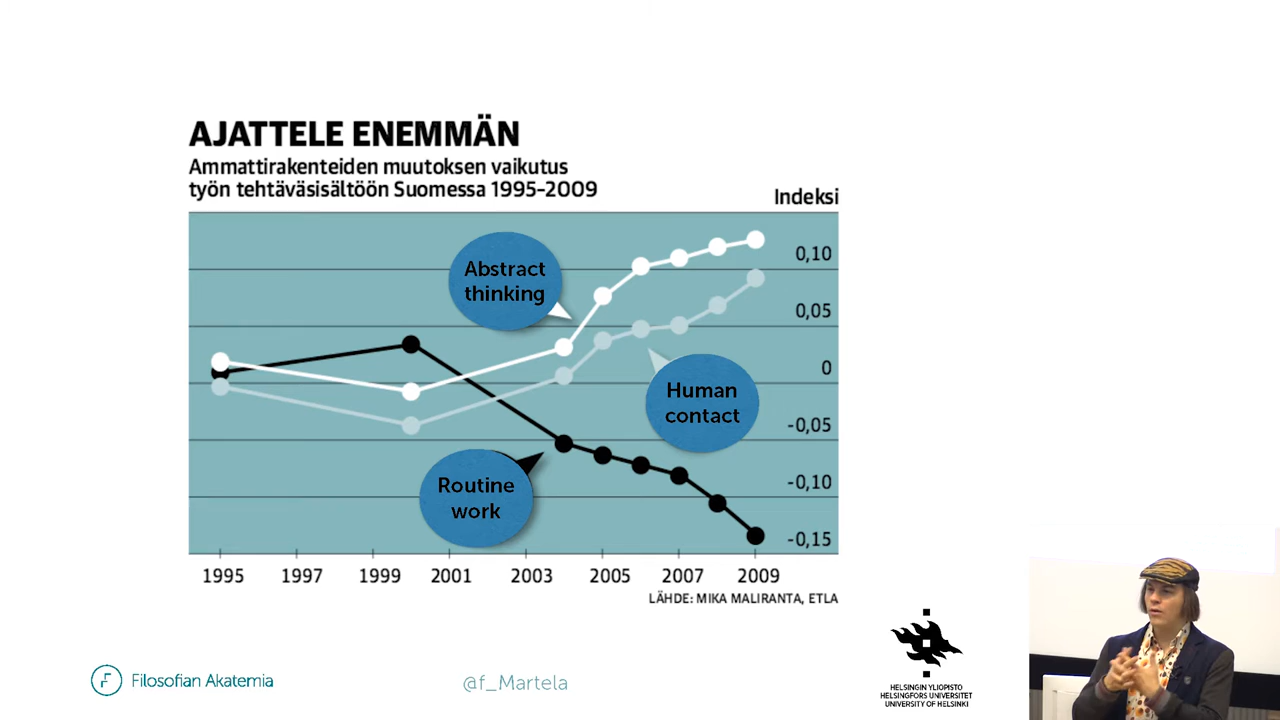 AJATTELE ENEMMÄN
Ammattirakenteiden muutoksen vaikutus
työn tehtäväsisältöön Suomessa 1995–2009
Indeksi
Abstract
thinking
Human
contact
Routine
work
0,10
0,05
0
-0,05
-0,10
-0,15
1995 1997 1999 2001 2003 2005 2007 2009
LÄHDE: MIKA MALIRANTA, ETLA
Filosofian Akatemia
@f_Martela
HELSINGIN YLIOPISTO
HELSINGFORS UNIVERSITET
UNIVERSITY OF HELSINKI